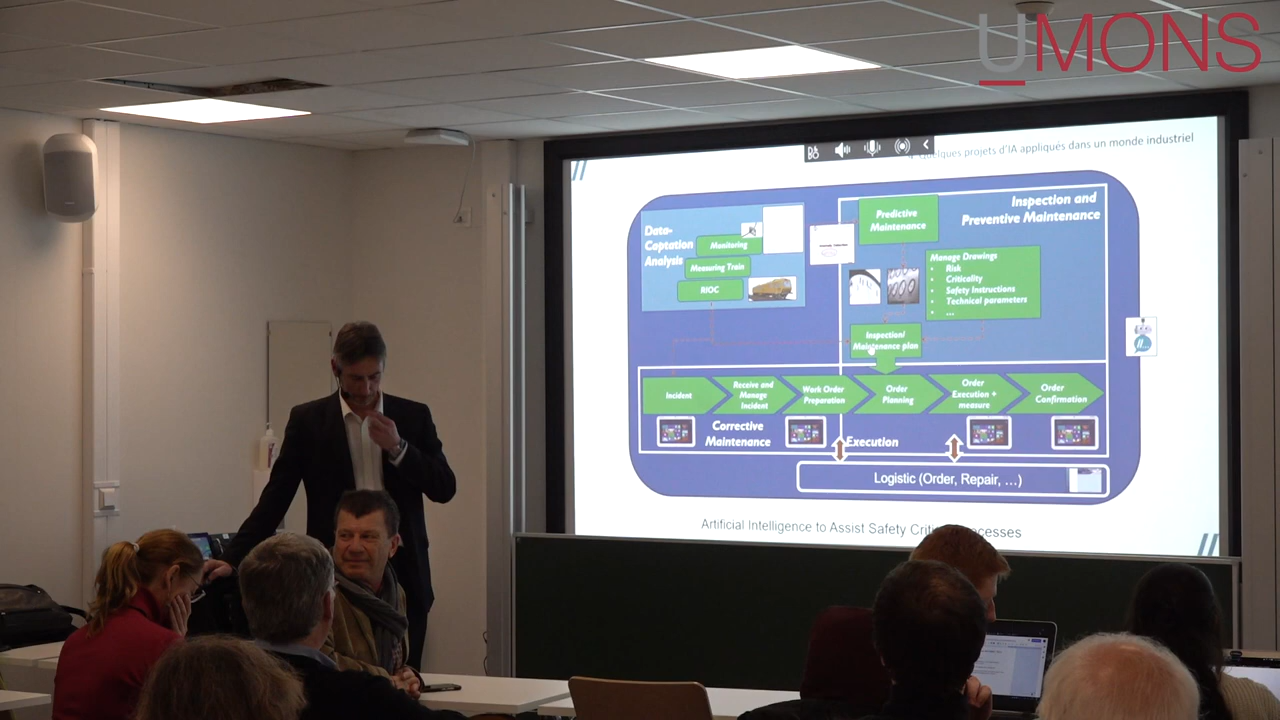 UMONS
Quelques projets d'IA appliqués dans un monde industriel
Data-
Captation
Analysis
Monitoring
Measuring Train
RIOC
Predictive
Maintenance
Inspection and
Preventive Maintenance
Manage Drawings
• Risk
• Criticality
• Safety Instructions
• Technical parameters
• ...
Inspection/
Maintenance plan
Incident
Receive and
Manage
Incident
Work Order
Preparation
Order
Planning
Order
Execution +
measure
Order
Confirmation
Corrective
Maintenance
Execution
Logistic (Order, Repair, ...)
Artificial Intelligence to Assist Safety